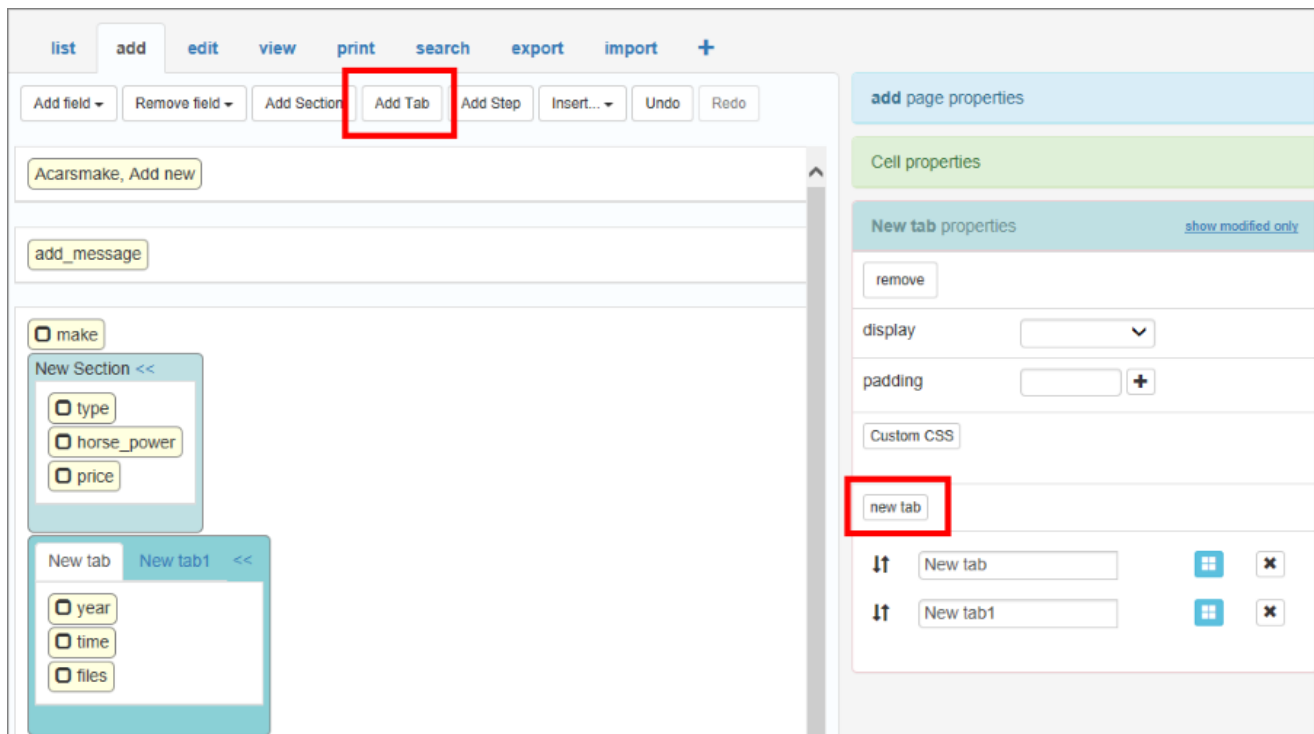 list add edit view print search export import +
Add field Remove field Add Section Add Tab Add Step Insert... Undo Redo
Acarsmake, Add new
add_message
make
New Section <<
type
horse_power
price
New tab New tab1 <<
year
time
files
add page properties
Cell properties
New tab properties show modified only
remove
display
padding
Custom CSS
new tab
New tab
New tab1